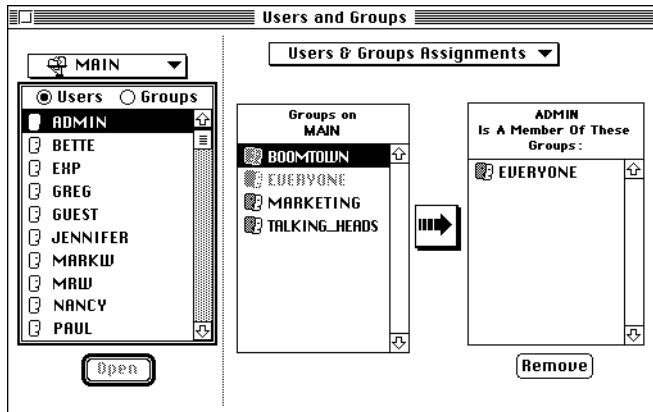 Users and Groups
MAIN
Users & Groups Assignments
Users Groups
ADMIN
BETTE
EXP
GREG
GUEST
JENNIFER
MARKW
MRW
NANCY
PAUL
Open
Groups on
MAIN
BOOMTOWN
EVERYONE
MARKETING
TALKING_HEADS
ADMIN
Is A Member Of These
Groups:
EVERYONE
Remove